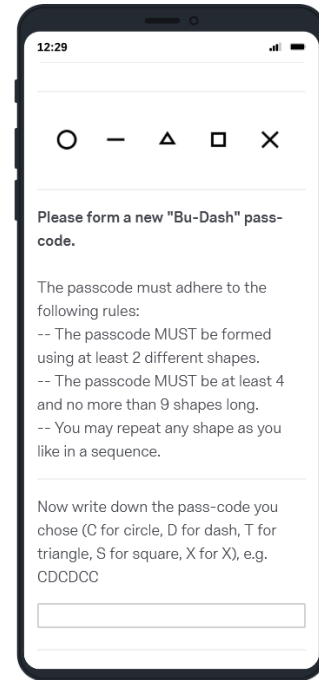 12:29
Please form a new "Bu-Dash" pass-
code.
The passcode must adhere to the
following rules:
-- The passcode MUST be formed
using at least 2 different shapes.
-- The passcode MUST be at least 4
and no more than 9 shapes long.
-- You may repeat any shape as you
like in a sequence.
Now write down the pass-code you
chose (C for circle, D for dash, T for
triangle, S for square, X for X), e.g.
CDCDCC